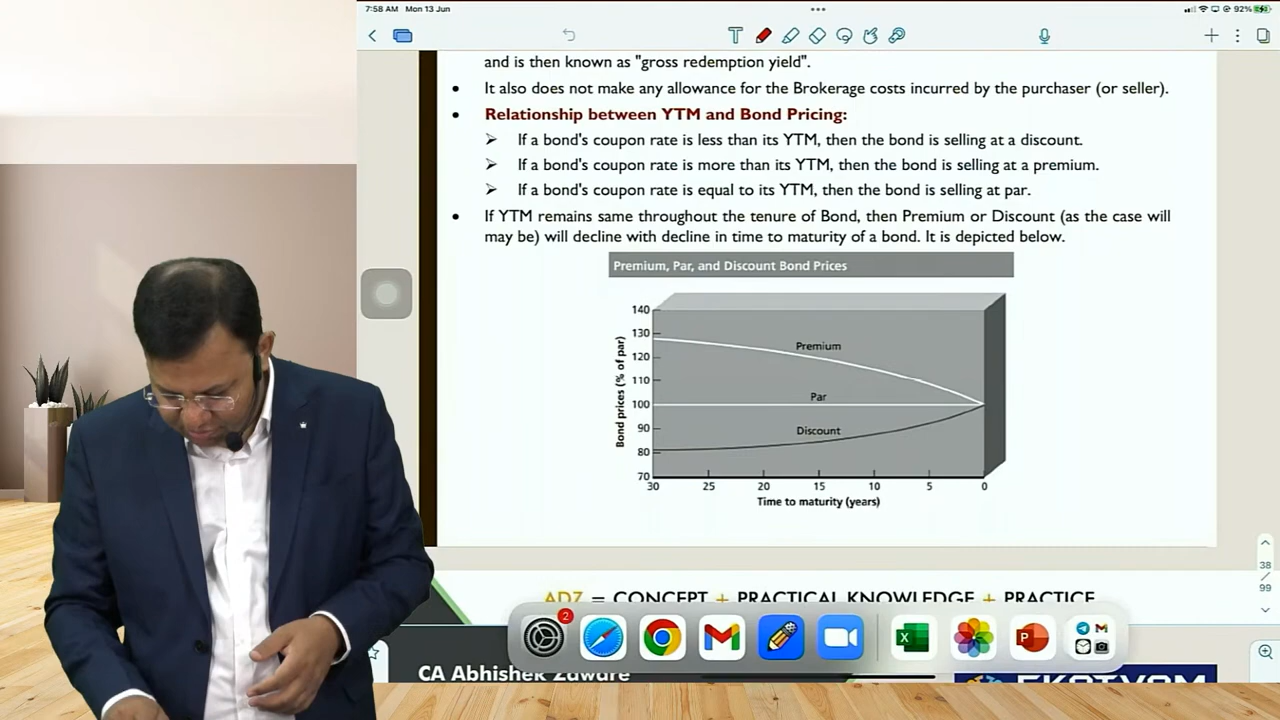 7:58 AM Mon 13 Jun
92%
and is then known as "gross redemption yield".
• It also does not make any allowance for the Brokerage costs incurred by the purchaser (or seller).
• Relationship between YTM and Bond Pricing:
➢ If a bond's coupon rate is less than its YTM, then the bond is selling at a discount.
➢ If a bond's coupon rate is more than its YTM, then the bond is selling at a premium.
➢ If a bond's coupon rate is equal to its YTM, then the bond is selling at par.
• If YTM remains same throughout the tenure of Bond, then Premium or Discount (as the case will
may be) will decline with decline in time to maturity of a bond. It is depicted below.
Premium, Par, and Discount Bond Prices
Bond prices (% of par)
140
130
120
110
100
90
80
70
Premium
Par
Discount
30 25 20 15 10 5 0
Time to maturity (years)
38
/
99
ADZ = CONCEPT + PRACTICAL KNOWLEDGE + PRACTICE
2
CA Abhishek Zaware
EKATVAM